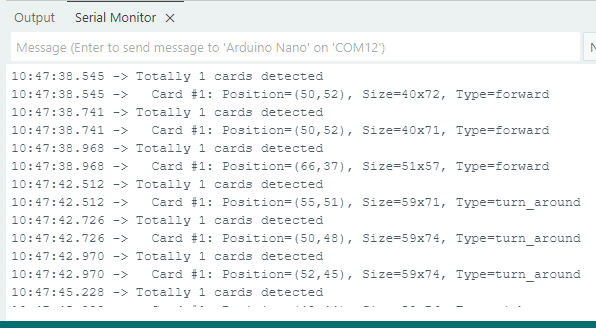 Output Serial Monitor ×
Message (Enter to send message to 'Arduino Nano' on 'COM12') N
10:47:38.545 -> Totally 1 cards detected
10:47:38.545 ->   Card #1: Position=(50,52), Size=40x72, Type=forward
10:47:38.741 -> Totally 1 cards detected
10:47:38.741 ->   Card #1: Position=(50,52), Size=40x71, Type=forward
10:47:38.968 -> Totally 1 cards detected
10:47:38.968 ->   Card #1: Position=(66,37), Size=51x57, Type=forward
10:47:42.512 -> Totally 1 cards detected
10:47:42.512 ->   Card #1: Position=(55,51), Size=59x71, Type=turn_around
10:47:42.726 -> Totally 1 cards detected
10:47:42.726 ->   Card #1: Position=(50,48), Size=59x74, Type=turn_around
10:47:42.970 -> Totally 1 cards detected
10:47:42.970 ->   Card #1: Position=(52,45), Size=59x74, Type=turn_around
10:47:45.228 -> Totally 1 cards detected